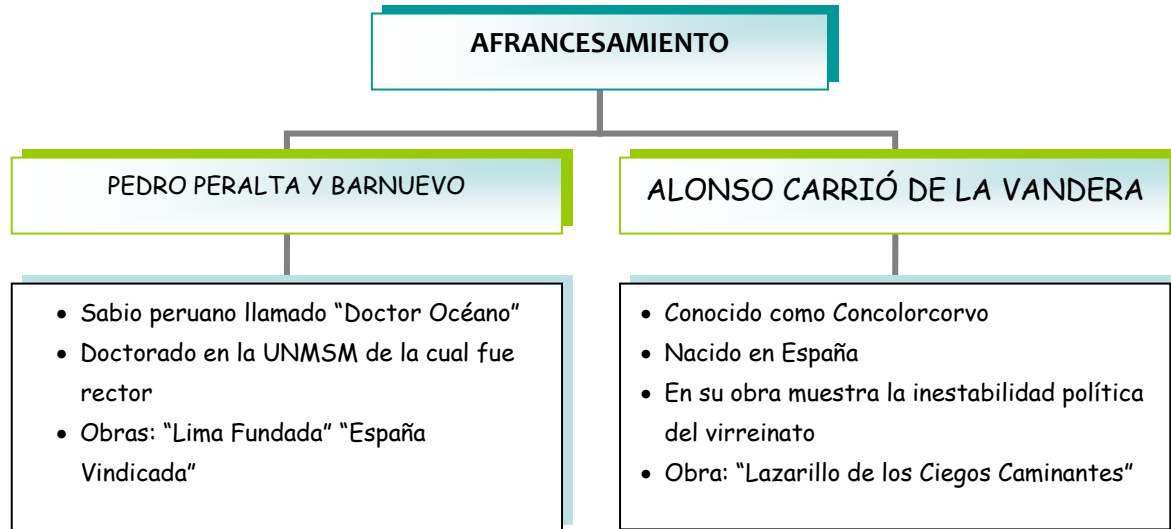 AFRANCESAMIENTO
PEDRO PERALTA Y BARNUEVO
• Sabio peruano llamado “Doctor Océano”
• Doctorado en la UNMSM de la cual fue
rector
• Obras: “Lima Fundada” “España
Vindicada”
ALONSO CARRIÓ DE LA VANDERA
• Conocido como Concolorcorvo
• Nacido en España
• En su obra muestra la inestabilidad política
del virreinato
• Obra: “Lazarillo de los Ciegos Caminantes”